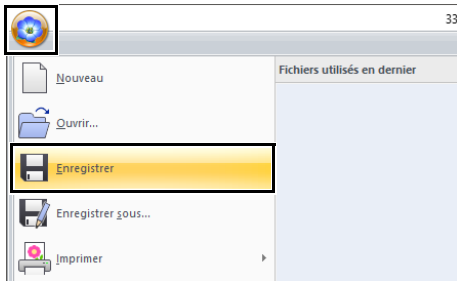 33
Nouveau
Fichiers utilisés en dernier
Ouvrir...
Enregistrer
Enregistrer sous...
Imprimer